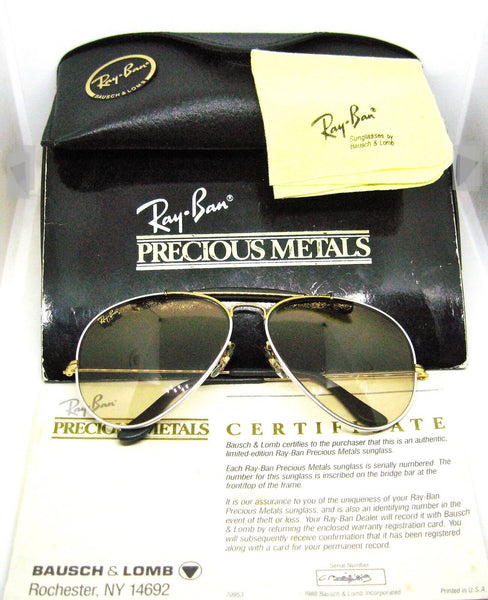 Ray-Ban®
BAUSCH & LOMB
Ray-Ban®
Sunglasses by
Bausch & Lomb
Ray-Ban®
PRECIOUS METALS
Ray-Ban
Ray-Ban
PRECIOUS METALS
CERTIFICATE
Bausch & Lomb certifies to the purchaser that this is an authentic,
limited-edition Ray-Ban Precious Metals sunglass.
Each Ray-Ban Precious Metals sunglass is serially numbered. The
number for this sunglass is inscribed on the bridge bar at the
front/top of the frame.
It is our assurance to you of the uniqueness of your Ray-Ban
Precious Metals sunglass, and is also an identifying number in the
event of theft or loss. Your Ray-Ban Dealer will record it with Bausch
& Lomb by returning the enclosed warranty registration card. You
will subsequently receive confirmation that it has been registered
along with a card for your permanent record.
Serial Number
BAUSCH & LOMB
Rochester, NY 14692
70953
©1988 Bausch & Lomb Incorporated
Printed in U.S.A.